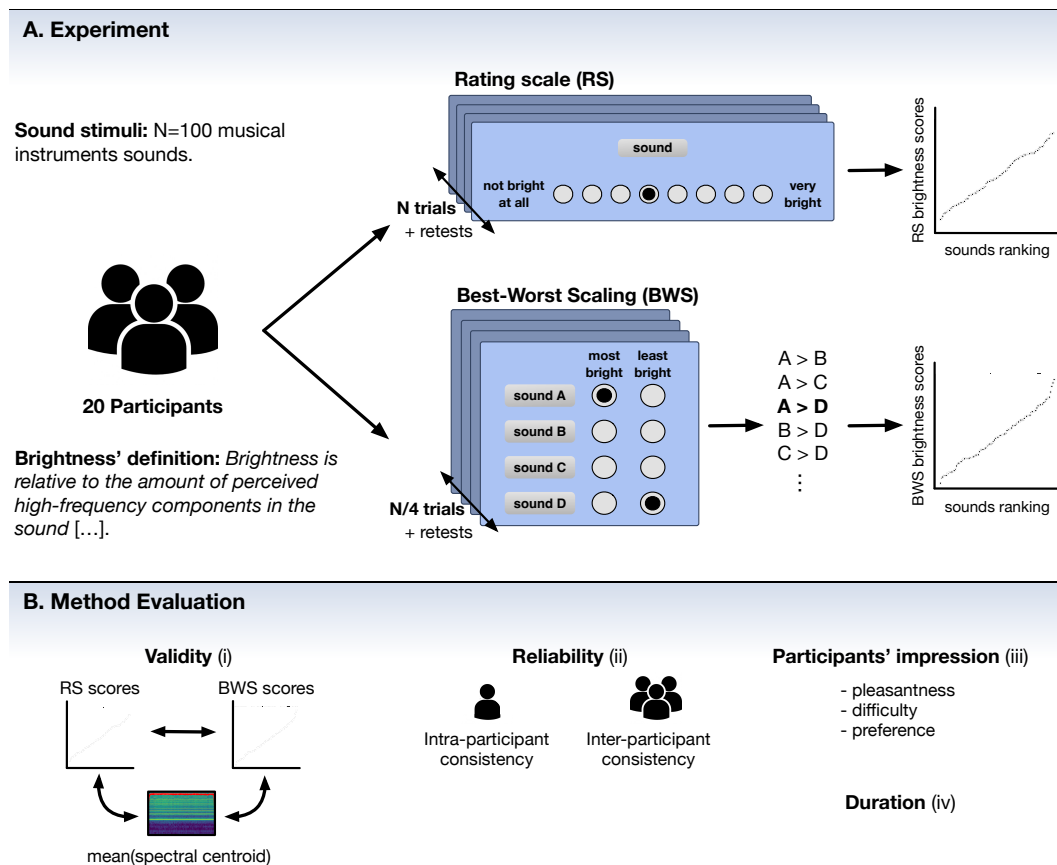 A. Experiment
Sound stimuli: N=100 musical
instruments sounds.
20 Participants
Brightness’ definition: Brightness is
relative to the amount of perceived
high-frequency components in the
sound […].
Rating scale (RS)
sound
not bright
at all
very
bright
N trials
+ retests
RS brightness scores
sounds ranking
Best-Worst Scaling (BWS)
most
bright
least
bright
sound A
sound B
sound C
sound D
N/4 trials
+ retests
A > B
A > C
A > D
B > D
C > D
⋮
BWS brightness scores
sounds ranking
B. Method Evaluation
Validity (i)
RS scores
BWS scores
mean(spectral centroid)
Reliability (ii)
Intra-participant
consistency
Inter-participant
consistency
Participants’ impression (iii)
- pleasantness
- difficulty
- preference
Duration (iv)